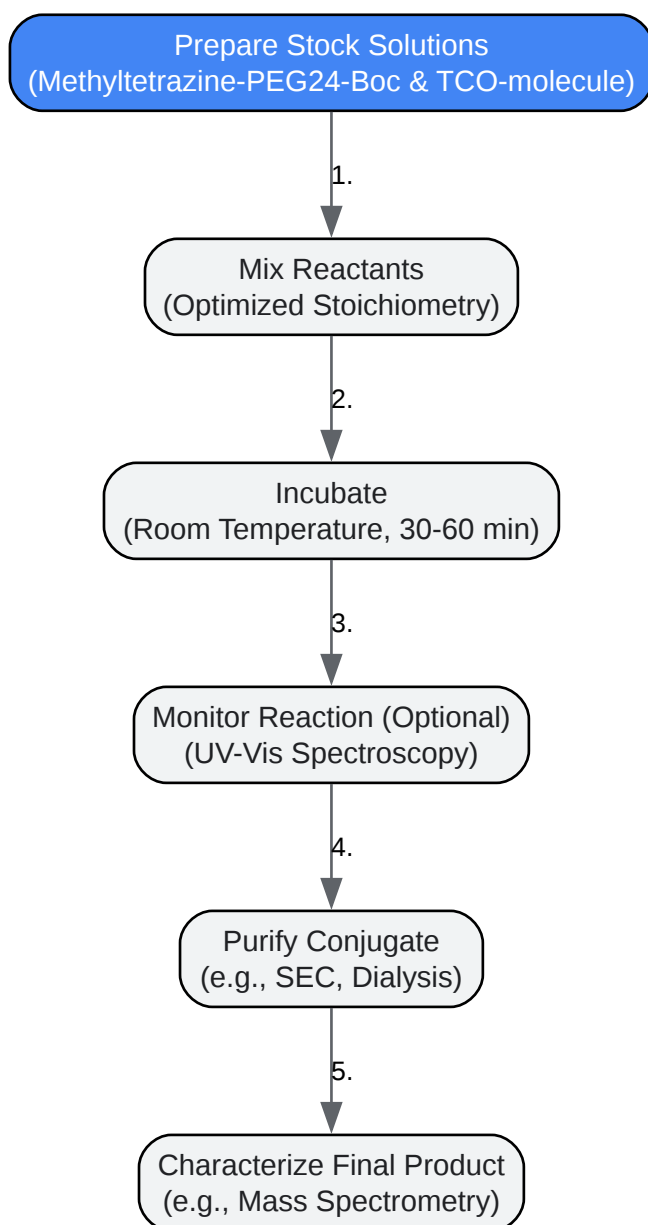 Prepare Stock Solutions
(Methyltetrazine-PEG24-Boc & TCO-molecule)
1.
Mix Reactants
(Optimized Stoichiometry)
2.
Incubate
(Room Temperature, 30-60 min)
3.
Monitor Reaction (Optional)
(UV-Vis Spectroscopy)
4.
Purify Conjugate
(e.g., SEC, Dialysis)
5.
Characterize Final Product
(e.g., Mass Spectrometry)